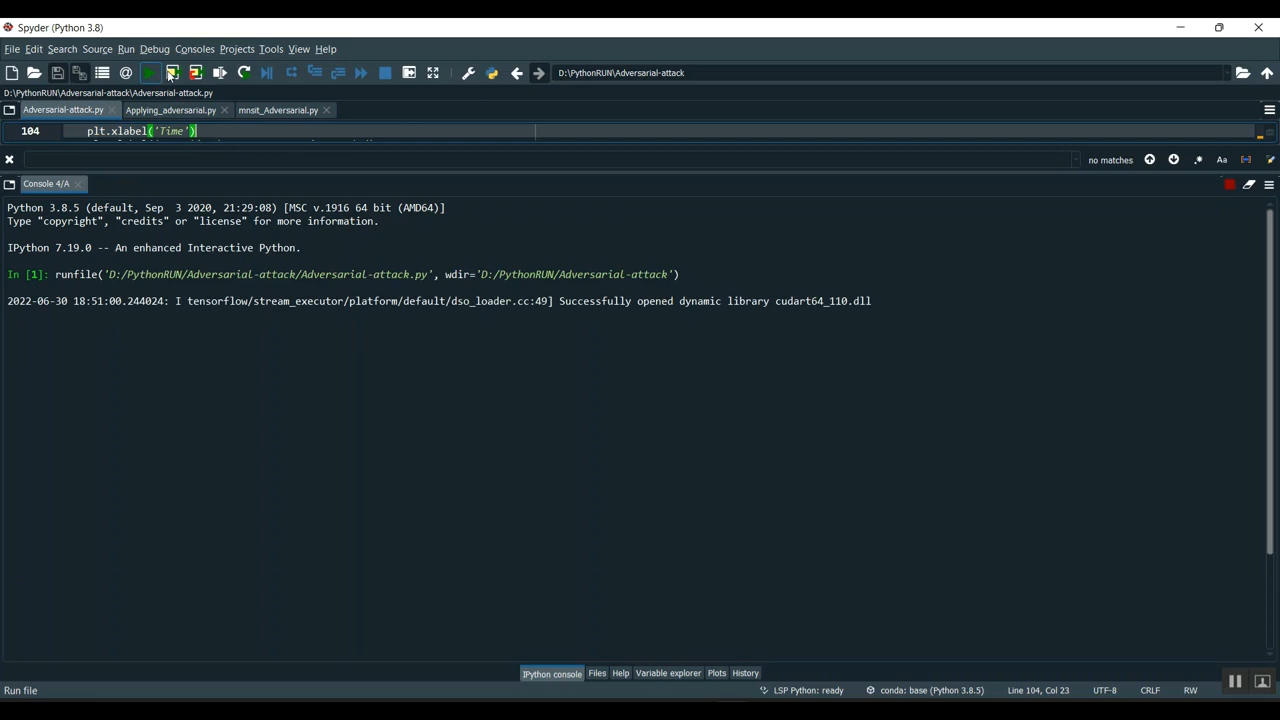 Spyder (Python 3.8)
File Edit Search Source Run Debug Consoles Projects Tools View Help
D:\PythonRUN\Adversarial-attack
D:\PythonRUN\Adversarial-attack\Adversarial-attack.py
Adversarial-attack.py Applying_adversarial.py mnsit_Adversarial.py
104 plt.xlabel('Time')
no matches .* Aa
Console 4/A
Python 3.8.5 (default, Sep  3 2020, 21:29:08) [MSC v.1916 64 bit (AMD64)]
Type "copyright", "credits" or "license" for more information.
IPython 7.19.0 -- An enhanced Interactive Python.
In [1]: runfile('D:/PythonRUN/Adversarial-attack/Adversarial-attack.py', wdir='D:/PythonRUN/Adversarial-attack')
2022-06-30 18:51:00.244024: I tensorflow/stream_executor/platform/default/dso_loader.cc:49] Successfully opened dynamic library cudart64_110.dll
IPython console Files Help Variable explorer Plots History
Run file LSP Python: ready conda: base (Python 3.8.5) Line 104, Col 23 UTF-8 CRLF RW